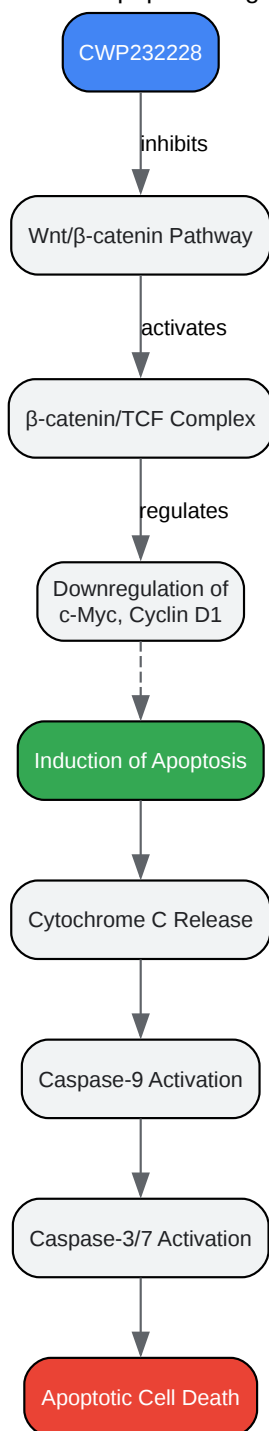 CWP232228
inhibits
Wnt/β-catenin Pathway
activates
β-catenin/TCF Complex
regulates
Downregulation of
c-Myc, Cyclin D1
Induction of Apoptosis
Cytochrome C Release
Caspase-9 Activation
Caspase-3/7 Activation
Apoptotic Cell Death